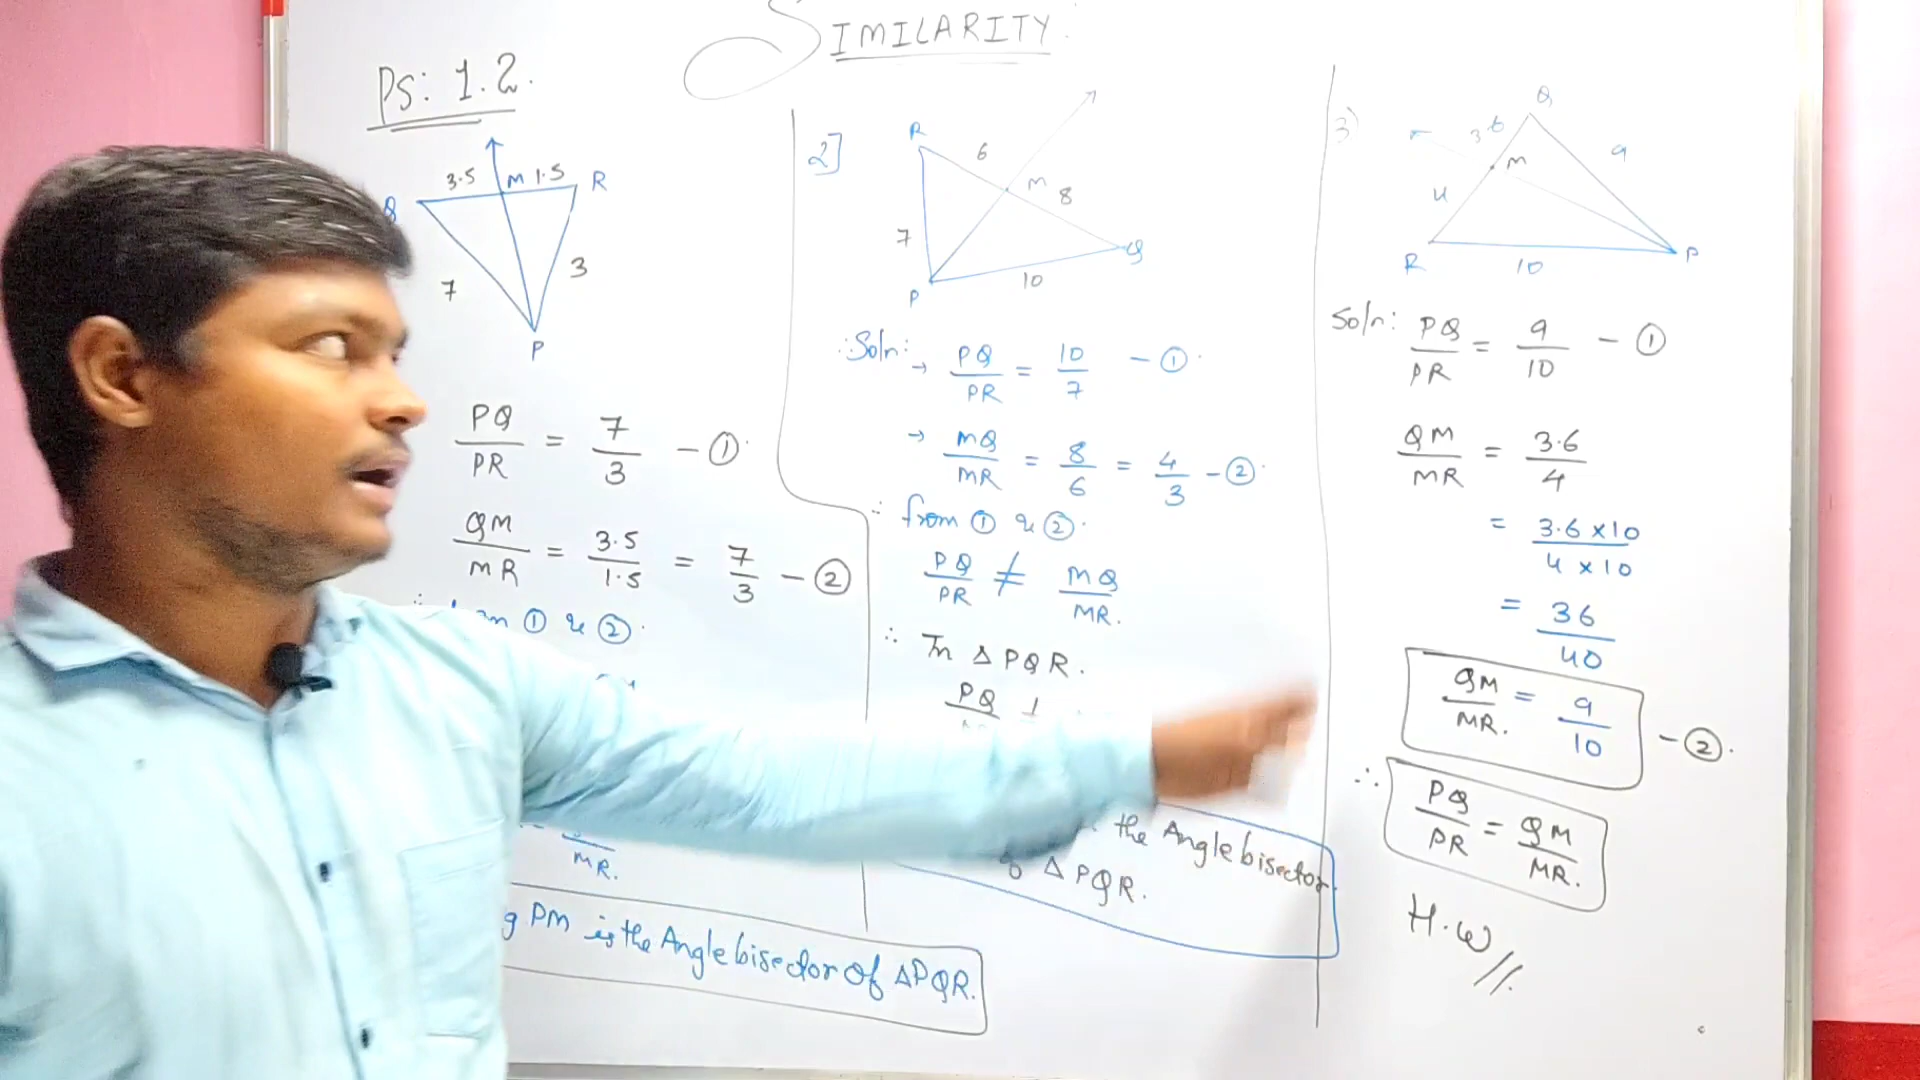 SIMILARITY.
Ps: 1.2.
3.5 M 1.5 R
Q
7 3
P
PQ/PR = 7/3 - ①
QM/MR = 3.5/1.5 = 7/3 - ②
① & ②.
MR.
g PM is the Angle bisector of ΔPQR.
2]
R 6
M 8
7 Q
P 10
∴ Soln:
→ PQ/PR = 10/7 - ①
→ MQ/MR = 8/6 = 4/3 - ②
∴ from ① & ②.
PQ/PR ≠ MQ/MR.
∴ In ΔPQR.
PQ
the Angle bisector
ΔPQR.
3)
Q
3.6 9
M
4
R 10 P
Soln: PQ/PR = 9/10 - ①
QM/MR = 3.6/4
= 3.6 x10/4 x 10
= 36/40
QM/MR. = 9/10 - ②.
∴ PQ/PR = QM/MR.
H.W //.